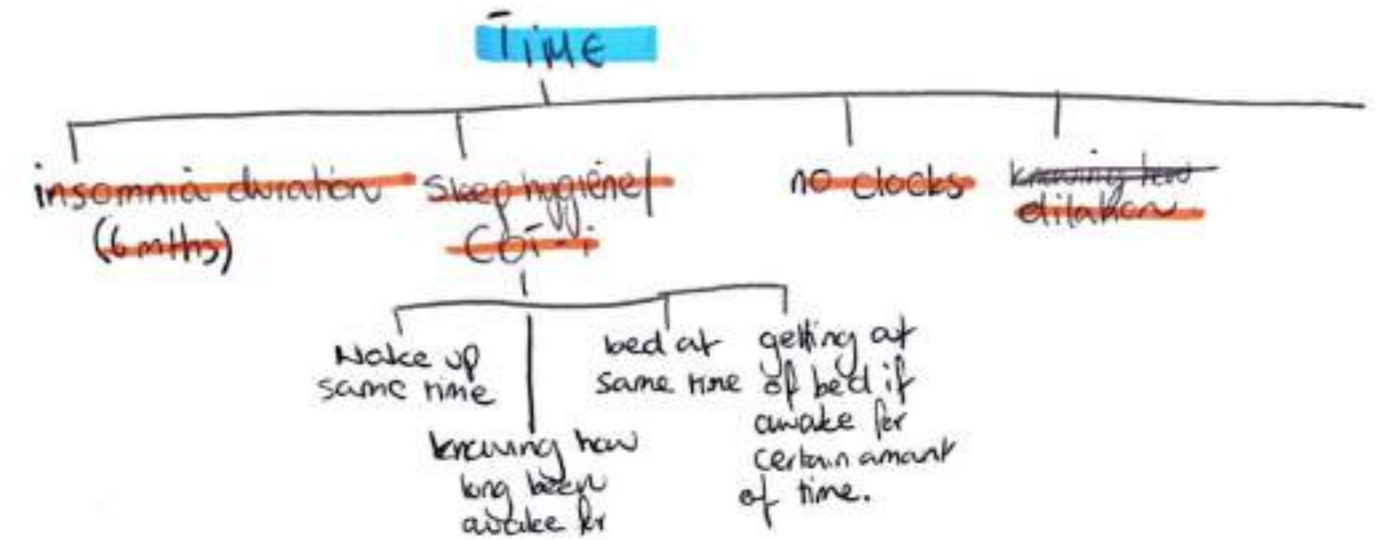 TIME
insomnia duration
(6 mths)
Sleep hygiene/
CBT-i
no clocks
knowing how
dilation
Wake up
same time
knowing how
long been
awake for
bed at
same time
getting out
of bed if
awake for
certain amount
of time.